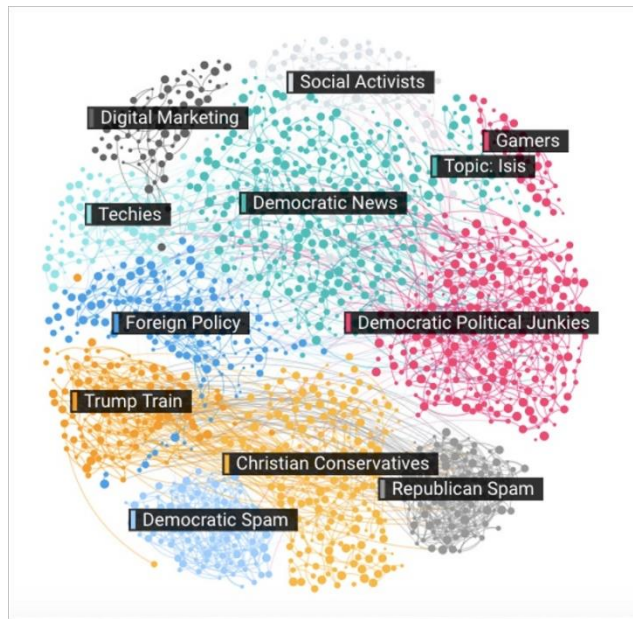 Social Activists
Digital Marketing
Gamers
Topic: Isis
Democratic News
Techies
Foreign Policy
Democratic Political Junkies
Trump Train
Christian Conservatives
Republican Spam
Democratic Spam